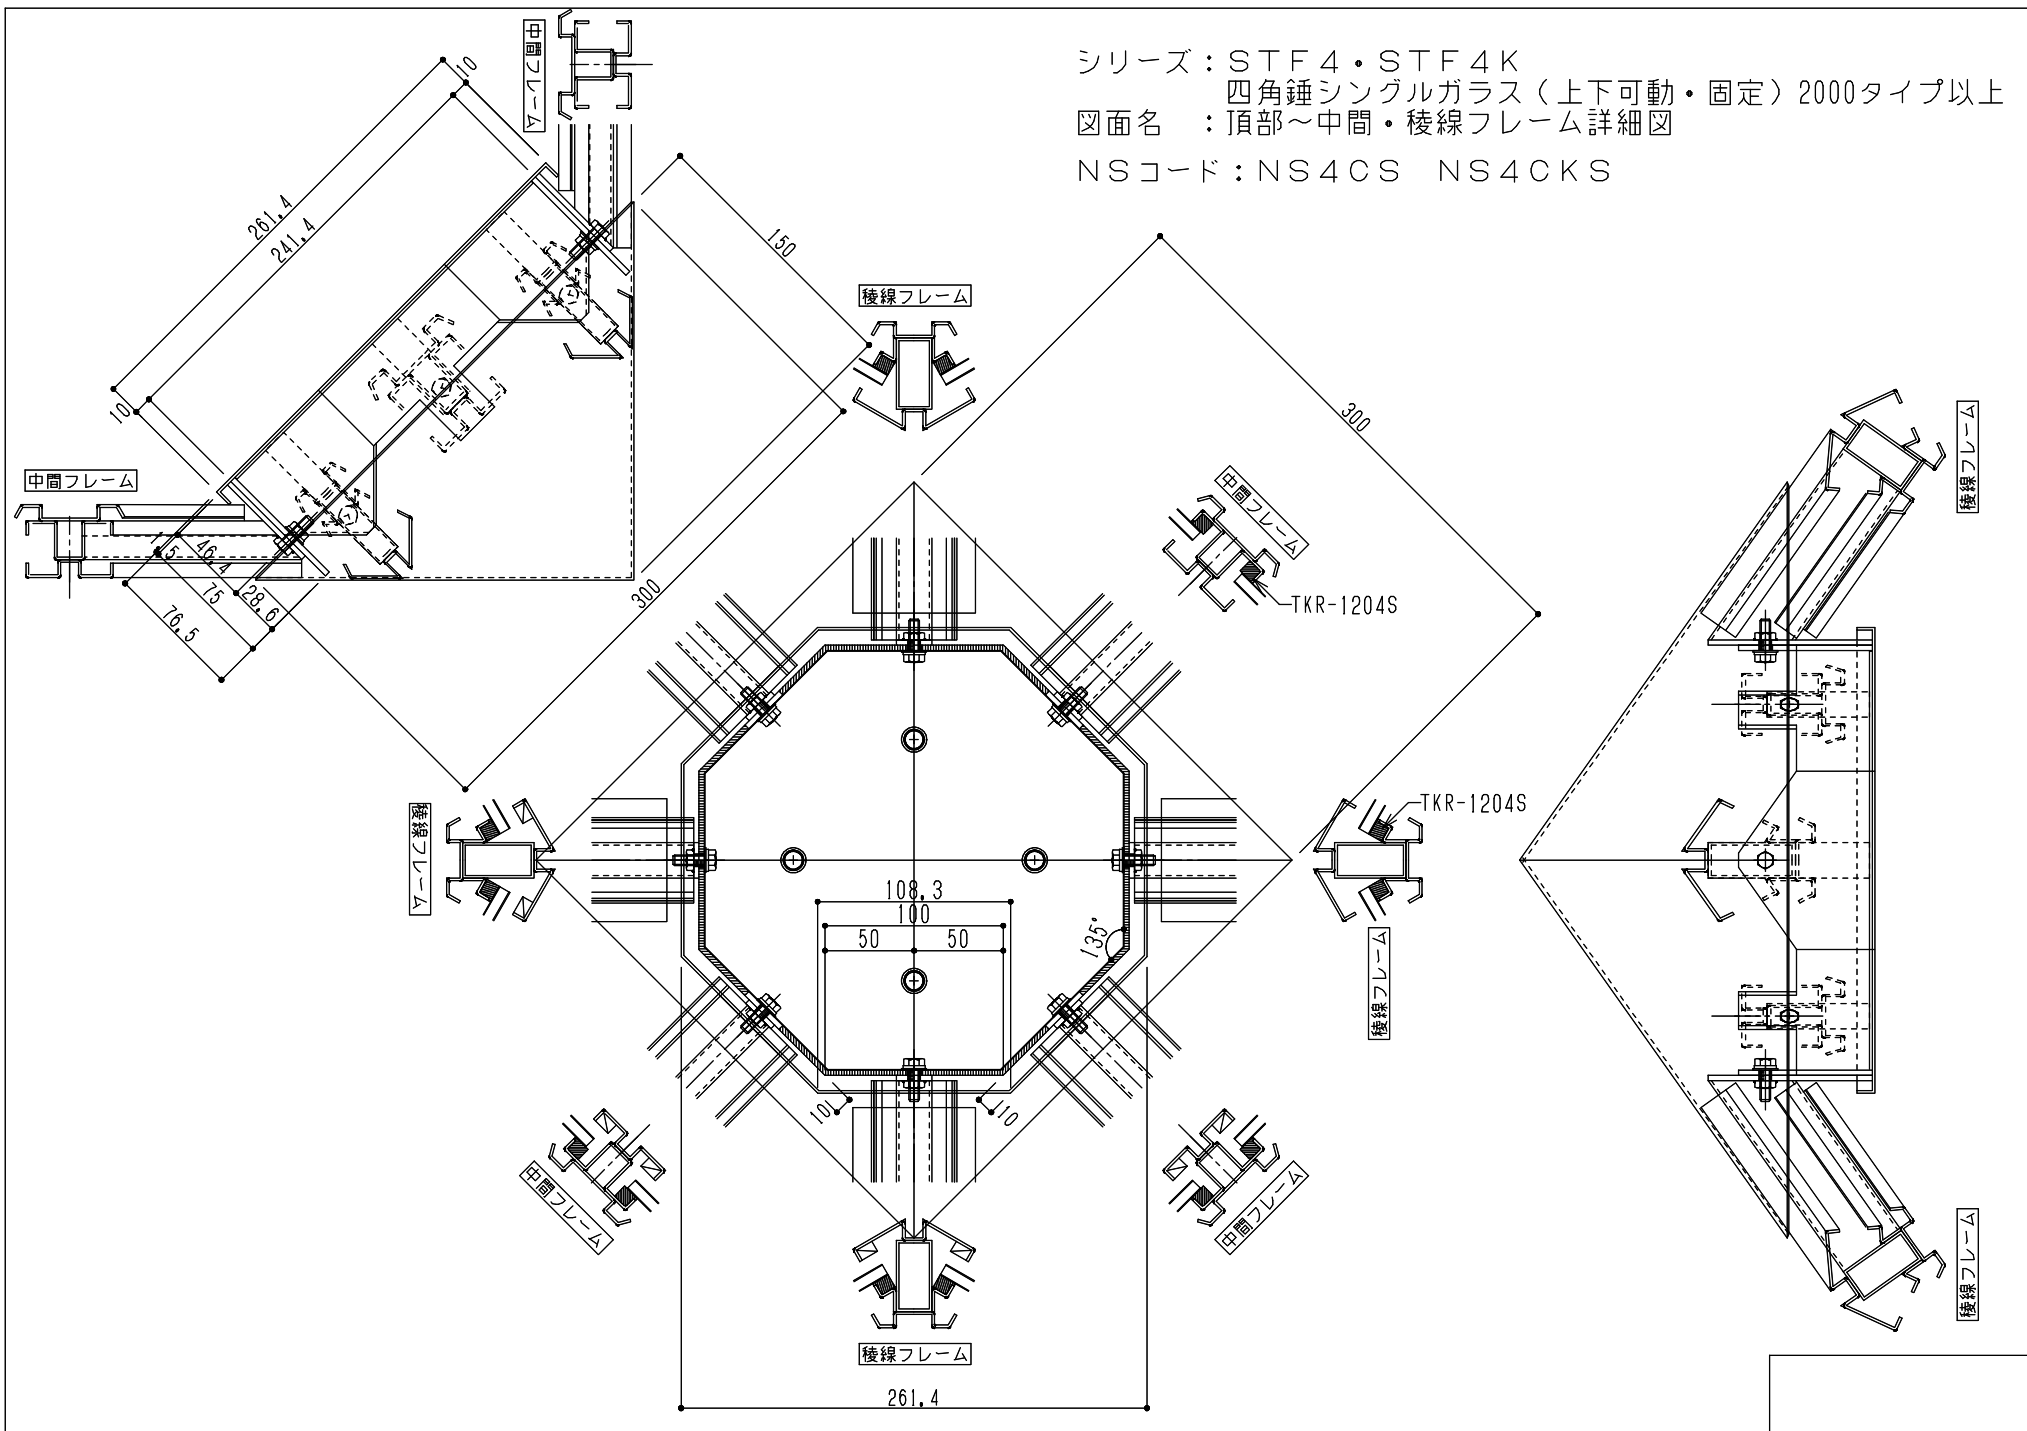 シリーズ：ＳＴＦ４・ＳＴＦ４Ｋ
四角錘シングルガラス（上下可動・固定）2000タイプ以上
図面名　：頂部～中間・稜線フレーム詳細図
ＮＳコード：ＮＳ４ＣＳ　ＮＳ４ＣＫＳ
中間フレーム
10
261.4
241.4
150
稜線フレーム
300
10
中間フレーム
稜線フレーム
中間フレーム
1.5
46.4
28.6
75
76.5
300
TKR-1204S
稜線フレーム
TKR-1204S
108.3
100
50
50
135°
稜線フレーム
10
10
中間フレーム
中間フレーム
稜線フレーム
稜線フレーム
261.4